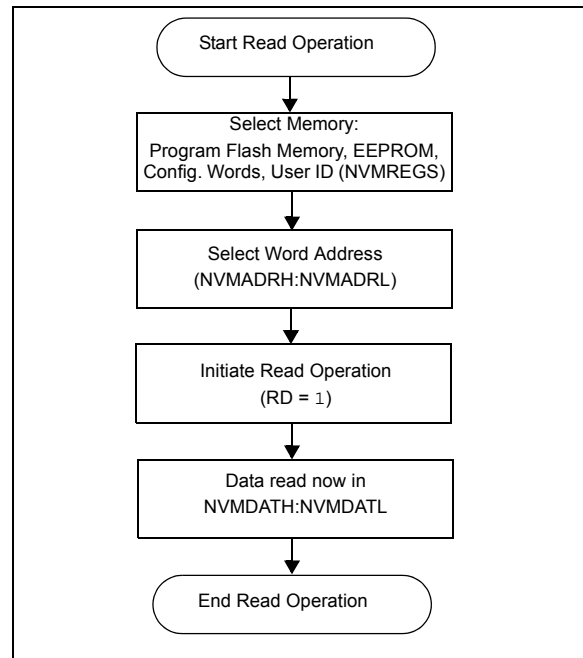 Start Read Operation
Select Memory:
Program Flash Memory, EEPROM,
Config. Words, User ID (NVMREGS)
Select Word Address
(NVMADRH:NVMADRL)
Initiate Read Operation
(RD = 1)
Data read now in
NVMDATH:NVMDATL
End Read Operation